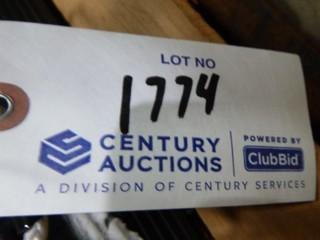 LOT NO
1774
CENTURY
AUCTIONS
POWERED BY
ClubBid
A DIVISION OF CENTURY SERVICES